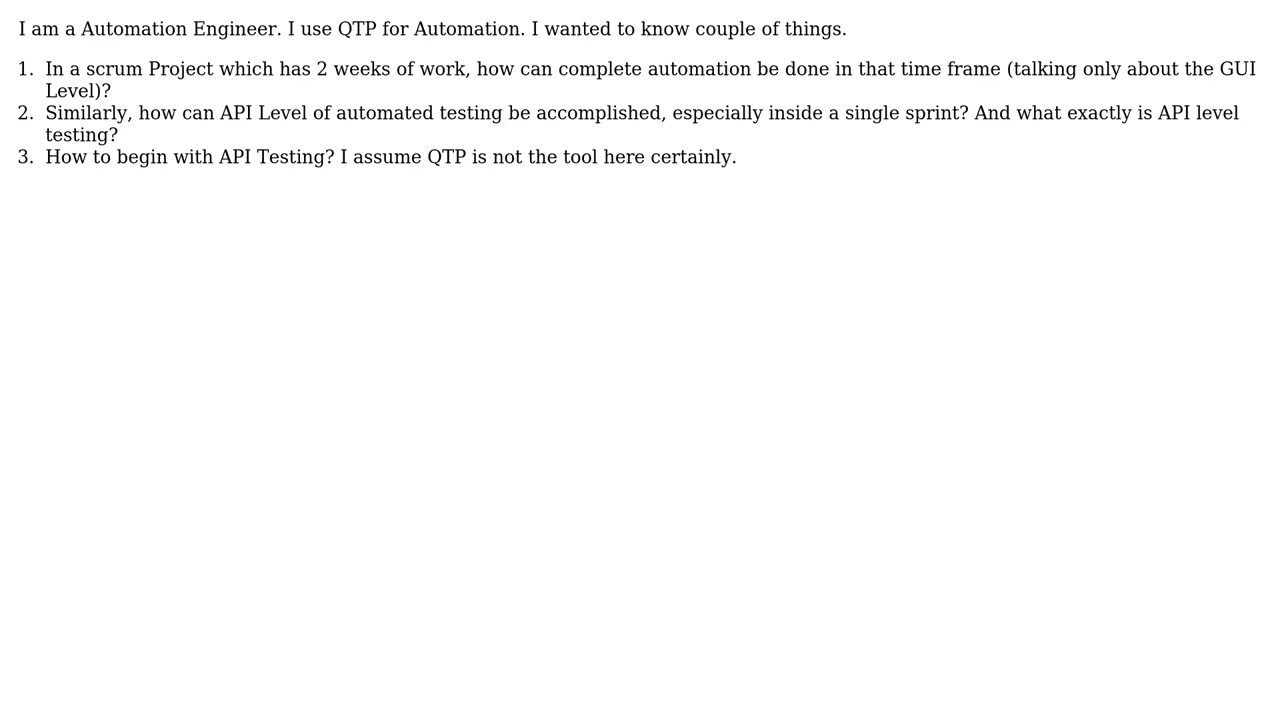 I am a Automation Engineer. I use QTP for Automation. I wanted to know couple of things.
1. In a scrum Project which has 2 weeks of work, how can complete automation be done in that time frame (talking only about the GUI
Level)?
2. Similarly, how can API Level of automated testing be accomplished, especially inside a single sprint? And what exactly is API level
testing?
3. How to begin with API Testing? I assume QTP is not the tool here certainly.